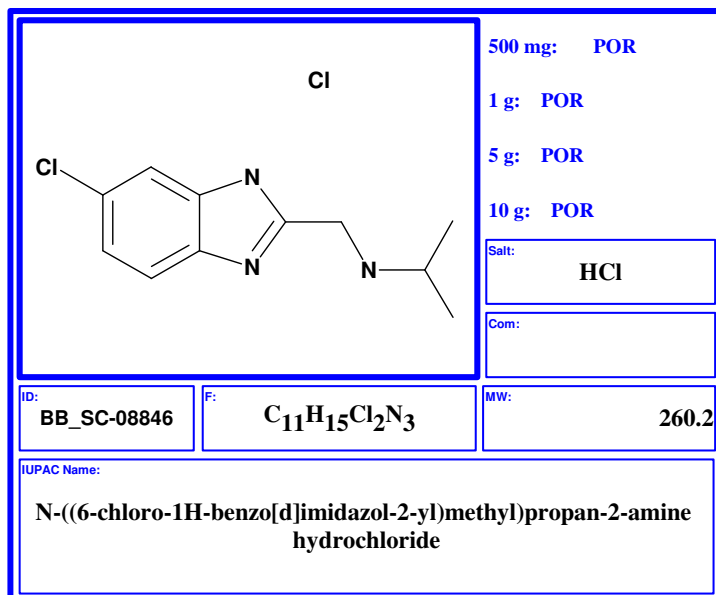 Cl
Cl
N
N
N
500 mg: POR
1 g: POR
5 g: POR
10 g: POR
Salt:
HCl
Com:
ID:
BB_SC-08846
F:
C11H15Cl2N3
MW:
260.2
IUPAC Name:
N-((6-chloro-1H-benzo[d]imidazol-2-yl)methyl)propan-2-amine
hydrochloride